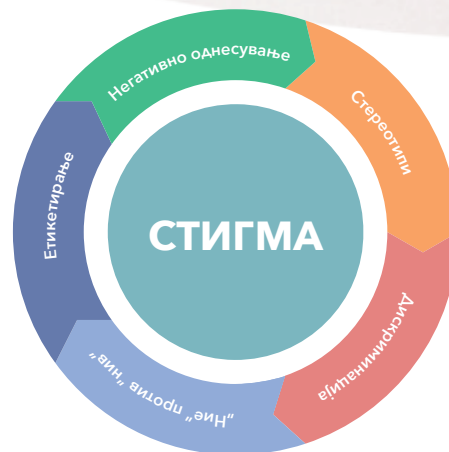 Негативно однесување
Стереотипи
Дискриминација
„Ние“ против „нив“
Етикетирање
СТИГМА